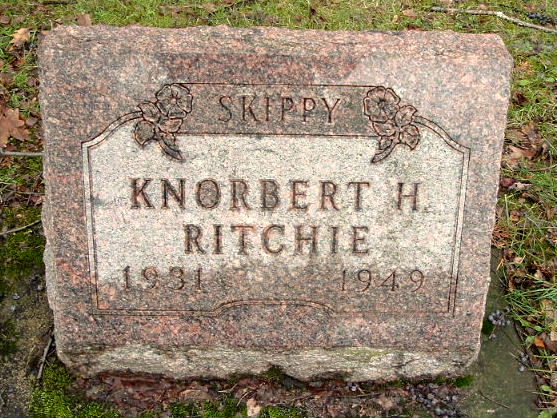 SKIPPY
KNORBERT H.
RITCHIE
1931 1949